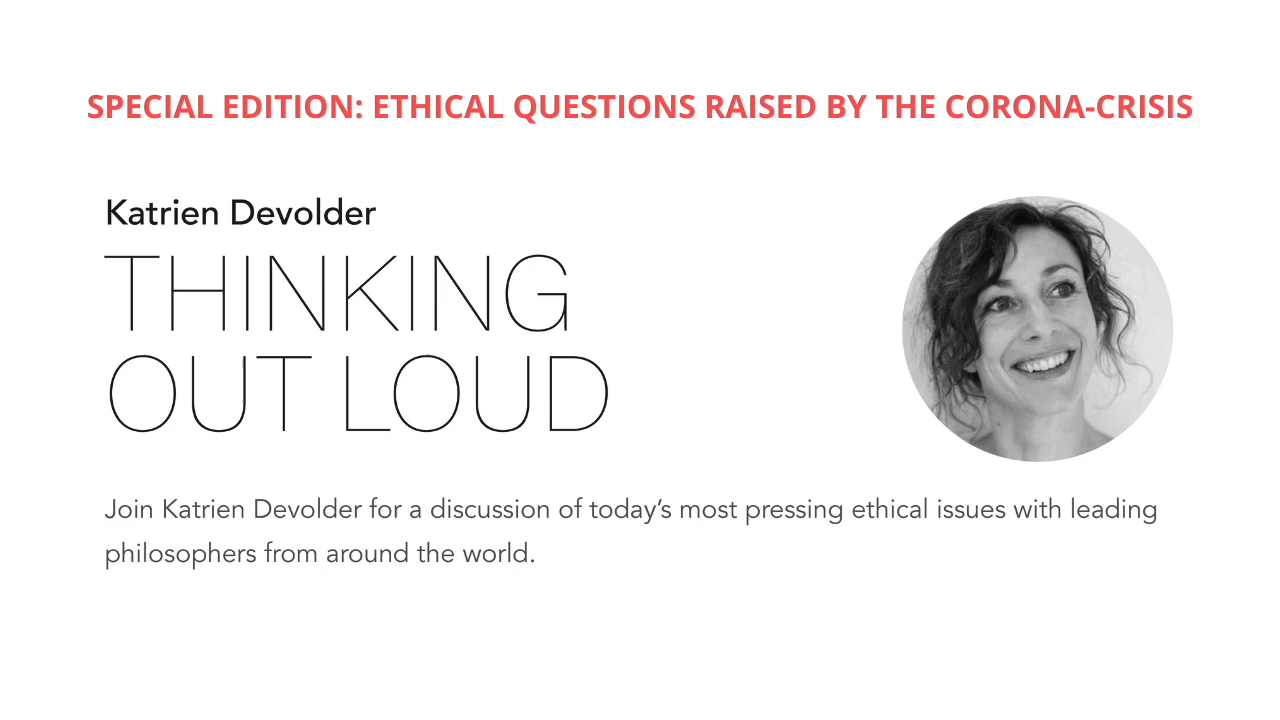 SPECIAL EDITION: ETHICAL QUESTIONS RAISED BY THE CORONA-CRISIS
Katrien Devolder
THINKING
OUT LOUD
Join Katrien Devolder for a discussion of today’s most pressing ethical issues with leading
philosophers from around the world.